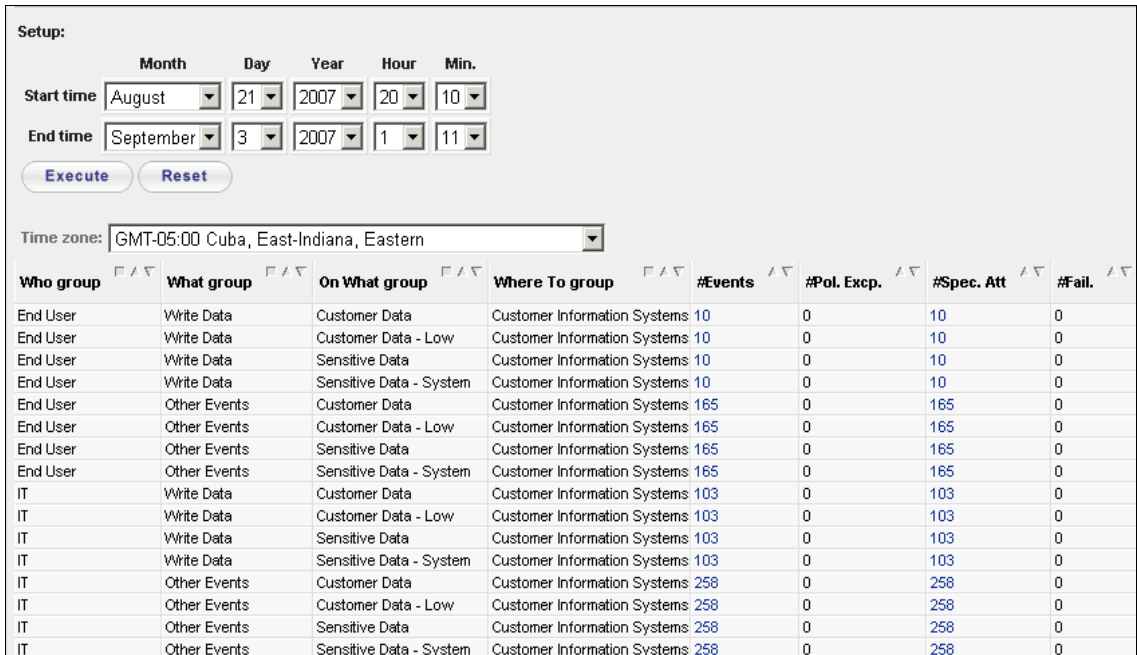 Setup:
Month Day Year Hour Min.
Start time August 21 2007 20 10
End time September 3 2007 1 11
Execute Reset
Time zone: GMT-05:00 Cuba, East-Indiana, Eastern
Who group What group On What group Where To group #Events #Pol. Excp. #Spec. Att #Fail.
End User Write Data Customer Data Customer Information Systems 10 0 10 0
End User Write Data Customer Data - Low Customer Information Systems 10 0 10 0
End User Write Data Sensitive Data Customer Information Systems 10 0 10 0
End User Write Data Sensitive Data - System Customer Information Systems 10 0 10 0
End User Other Events Customer Data Customer Information Systems 165 0 165 0
End User Other Events Customer Data - Low Customer Information Systems 165 0 165 0
End User Other Events Sensitive Data Customer Information Systems 165 0 165 0
End User Other Events Sensitive Data - System Customer Information Systems 165 0 165 0
IT Write Data Customer Data Customer Information Systems 103 0 103 0
IT Write Data Customer Data - Low Customer Information Systems 103 0 103 0
IT Write Data Sensitive Data Customer Information Systems 103 0 103 0
IT Write Data Sensitive Data - System Customer Information Systems 103 0 103 0
IT Other Events Customer Data Customer Information Systems 258 0 258 0
IT Other Events Customer Data - Low Customer Information Systems 258 0 258 0
IT Other Events Sensitive Data Customer Information Systems 258 0 258 0
IT Other Events Sensitive Data - System Customer Information Systems 258 0 258 0